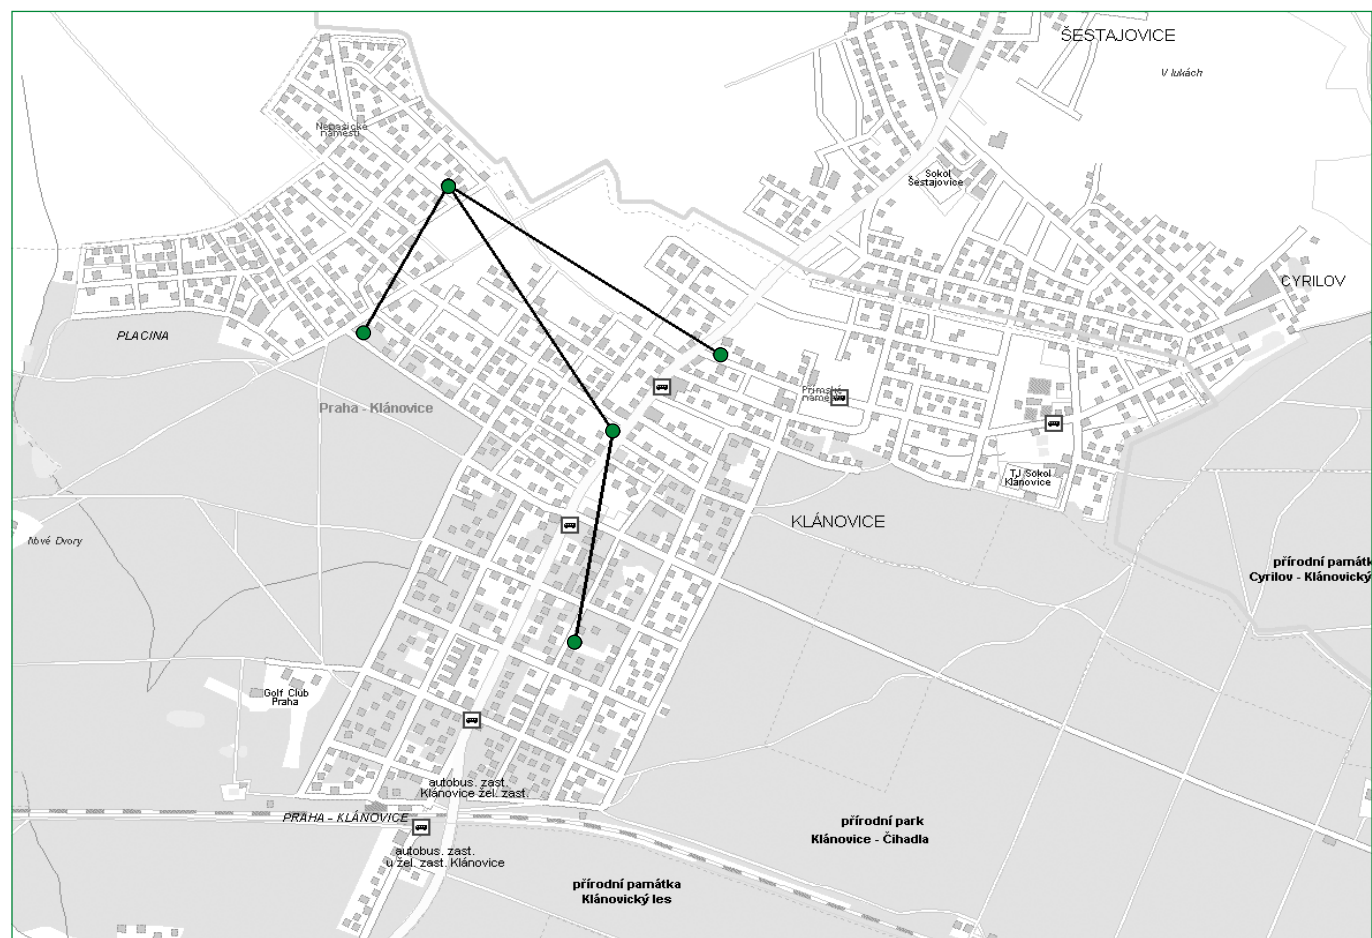 ŠESTAJOVICE
V lukách
Nepasické
náměstí
Sokol
Šestajovice
CYRILOV
PLACINA
Praha - Klánovice
Přimské
náměstí
TJ Sokol
Klánovice
KLÁNOVICE
Nové Dvory
přírodní památk
Cyrilov - Klánovický
Golf Club
Praha
autobus. zast.
Klánovice žel. zast.
PRAHA - KLÁNOVICE
přírodní park
Klánovice - Čihadla
autobus. zast.
u žel. zast. Klánovice
přírodní památka
Klánovický les